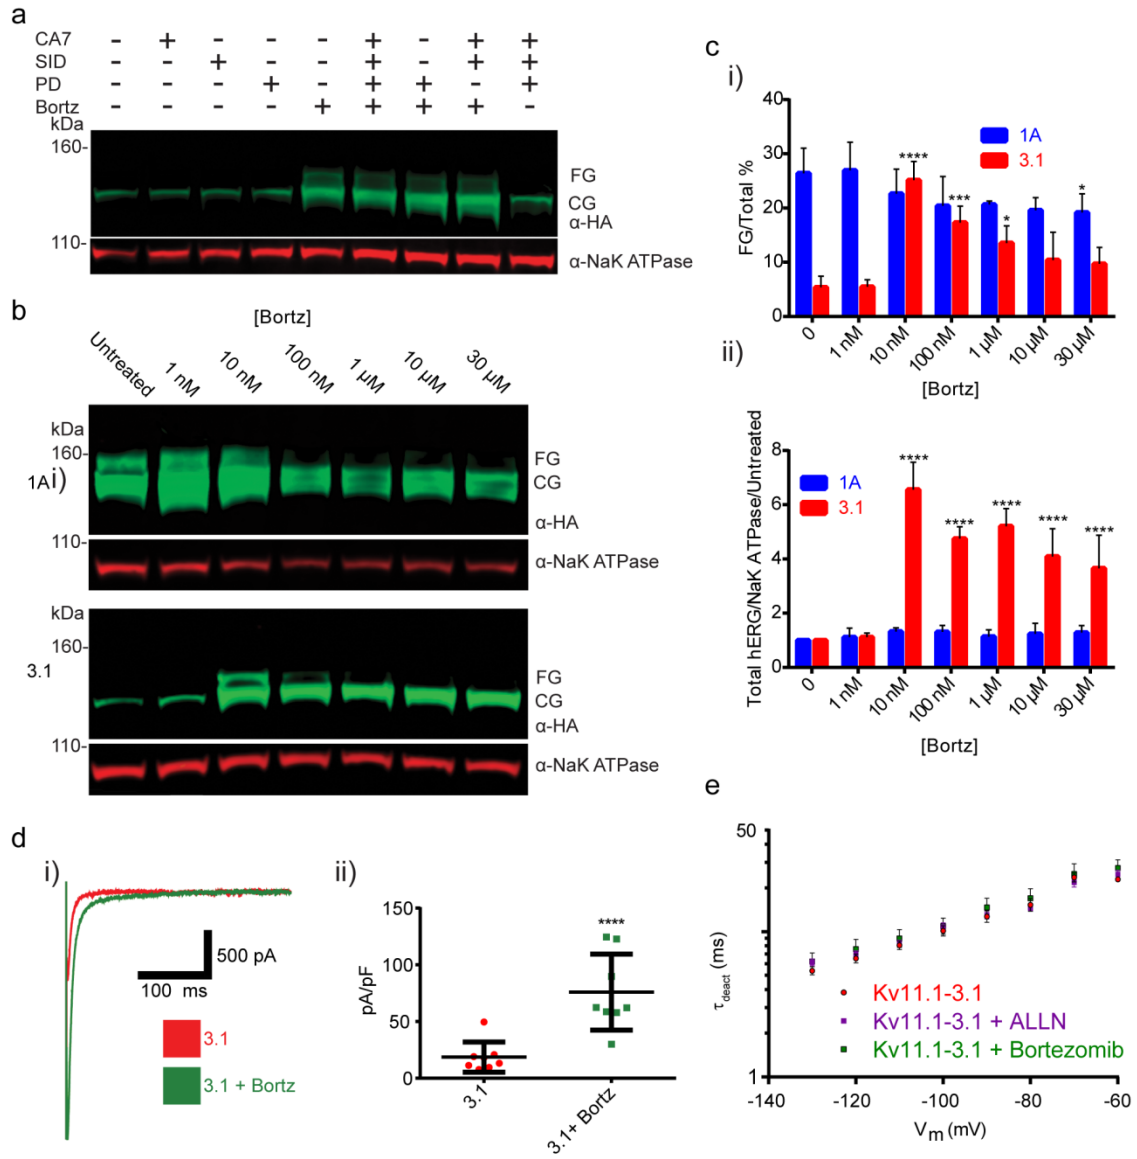 a
CA7 - + - - - + - + +
SID - - + - - + - + +
PD - - - + - + + - +
Bortz - - - - + + + + -
kDa
160-
FG
CG
α-HA
110-
α-NaK ATPase
b
[Bortz]
Untreated 1 nM 10 nM 100 nM 1 µM 10 µM 30 µM
kDa
160-
FG
1A i) CG
α-HA
110-
α-NaK ATPase
kDa
160-
3.1 FG
CG
α-HA
110-
α-NaK ATPase
c
i)
FG/Total %
40
30
20
10
0
1A
3.1
****
***
*
*
0 1 nM 10 nM 100 nM 1 µM 10 µM 30 µM
[Bortz]
ii)
Total hERG/NaK ATPase/Untreated
8
6
4
2
0
1A
3.1
****
****
****
****
****
0 1 nM 10 nM 100 nM 1 µM 10 µM 30 µM
[Bortz]
d
i)
500 pA
100 ms
3.1
3.1 + Bortz
ii)
pA/pF
150
100
50
0
****
3.1 3.1+ Bortz
e
τdeact (ms)
50
1
Kv11.1-3.1
Kv11.1-3.1 + ALLN
Kv11.1-3.1 + Bortezomib
-140 -120 -100 -80 -60
Vm (mV)